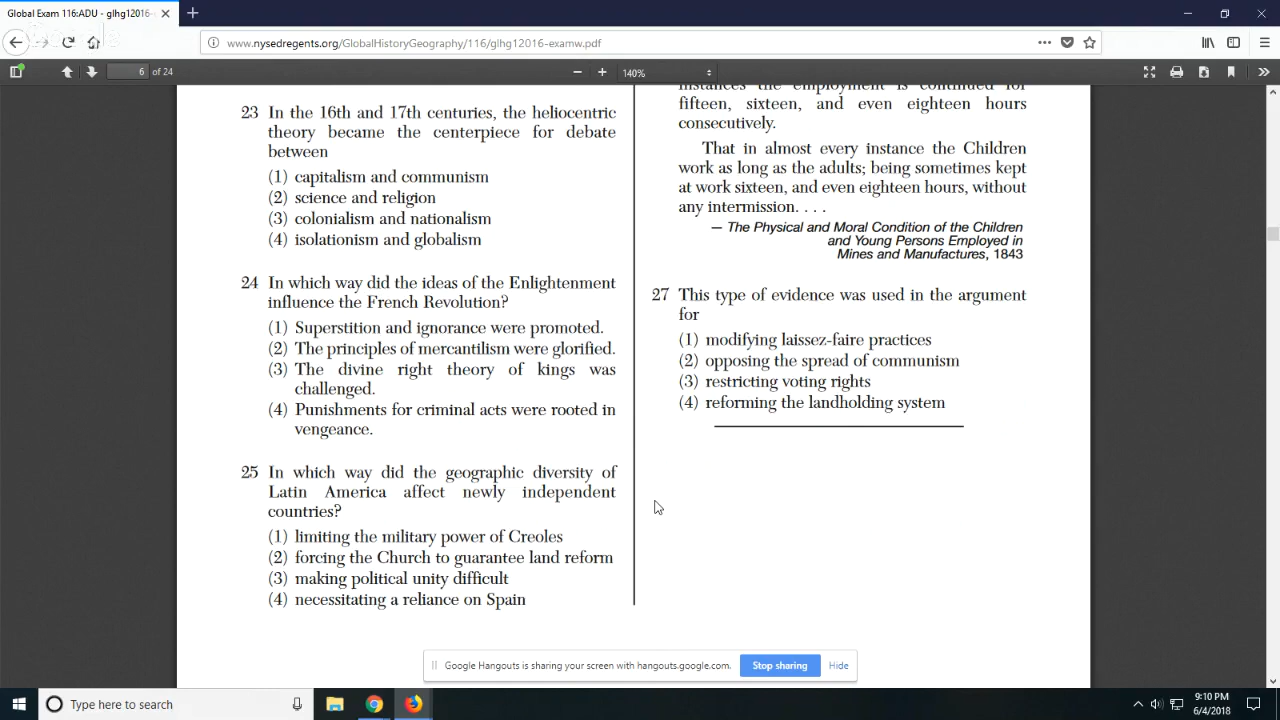 Global Exam 116:ADU - glhg12016-
www.nysedregents.org/GlobalHistoryGeography/116/glhg12016-examw.pdf
6 of 24
140%
23 In the 16th and 17th centuries, the heliocentric
theory became the centerpiece for debate
between
(1) capitalism and communism
(2) science and religion
(3) colonialism and nationalism
(4) isolationism and globalism
24 In which way did the ideas of the Enlightenment
influence the French Revolution?
(1) Superstition and ignorance were promoted.
(2) The principles of mercantilism were glorified.
(3) The divine right theory of kings was
challenged.
(4) Punishments for criminal acts were rooted in
vengeance.
25 In which way did the geographic diversity of
Latin America affect newly independent
countries?
(1) limiting the military power of Creoles
(2) forcing the Church to guarantee land reform
(3) making political unity difficult
(4) necessitating a reliance on Spain
instances the employment is continued for
fifteen, sixteen, and even eighteen hours
consecutively.
That in almost every instance the Children
work as long as the adults; being sometimes kept
at work sixteen, and even eighteen hours, without
any intermission. . . .
— The Physical and Moral Condition of the Children
and Young Persons Employed in
Mines and Manufactures, 1843
27 This type of evidence was used in the argument
for
(1) modifying laissez-faire practices
(2) opposing the spread of communism
(3) restricting voting rights
(4) reforming the landholding system
Google Hangouts is sharing your screen with hangouts.google.com.
Stop sharing
Hide
Type here to search
9:10 PM
6/4/2018